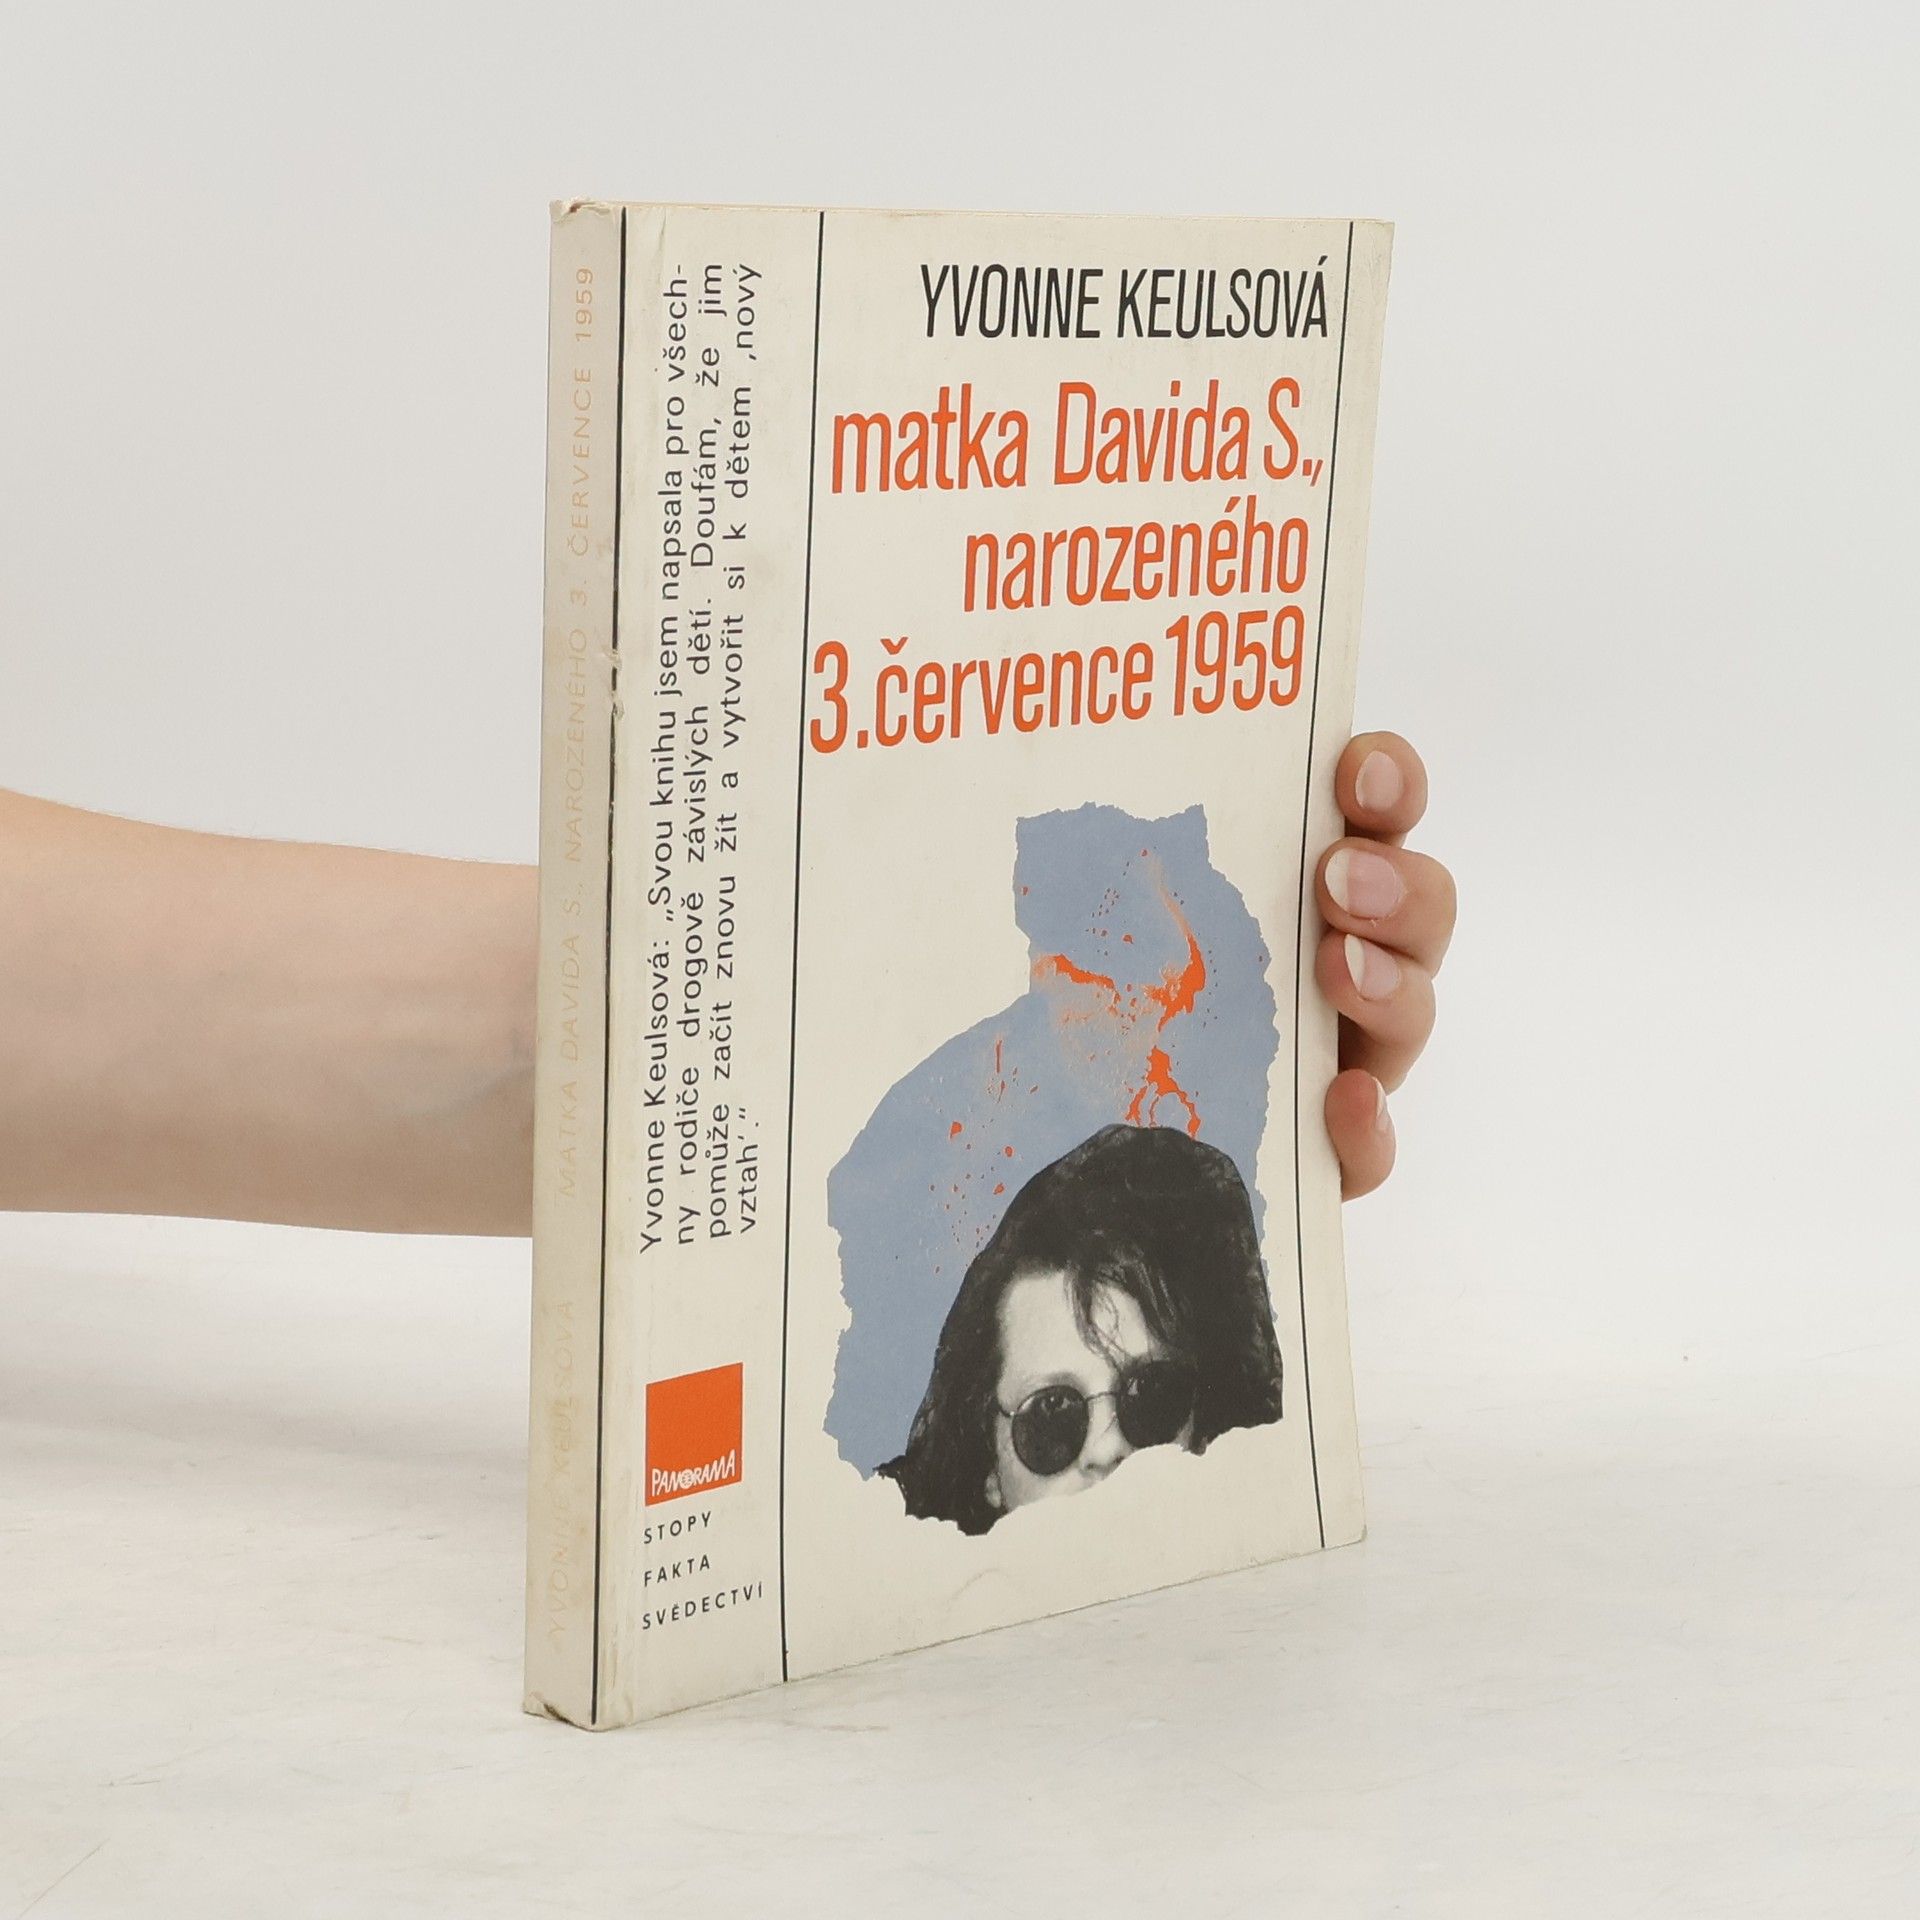 YVONNE KEULSOVÁ
matka Davida S.,
narozeného
3. července 1959
Yvonne Keulsová: „Svou knihu jsem napsala pro všech-
ny rodiče drogově závislých dětí. Doufám, že jim
pomůže začít znovu žít a vytvořit si k dětem ‚nový
vztah‘.“
PANORAMA
STOPY
FAKTA
SVĚDECTVÍ
YVONNE KEULSOVÁ MATKA DAVIDA S., NAROZENÉHO 3. ČERVENCE 1959